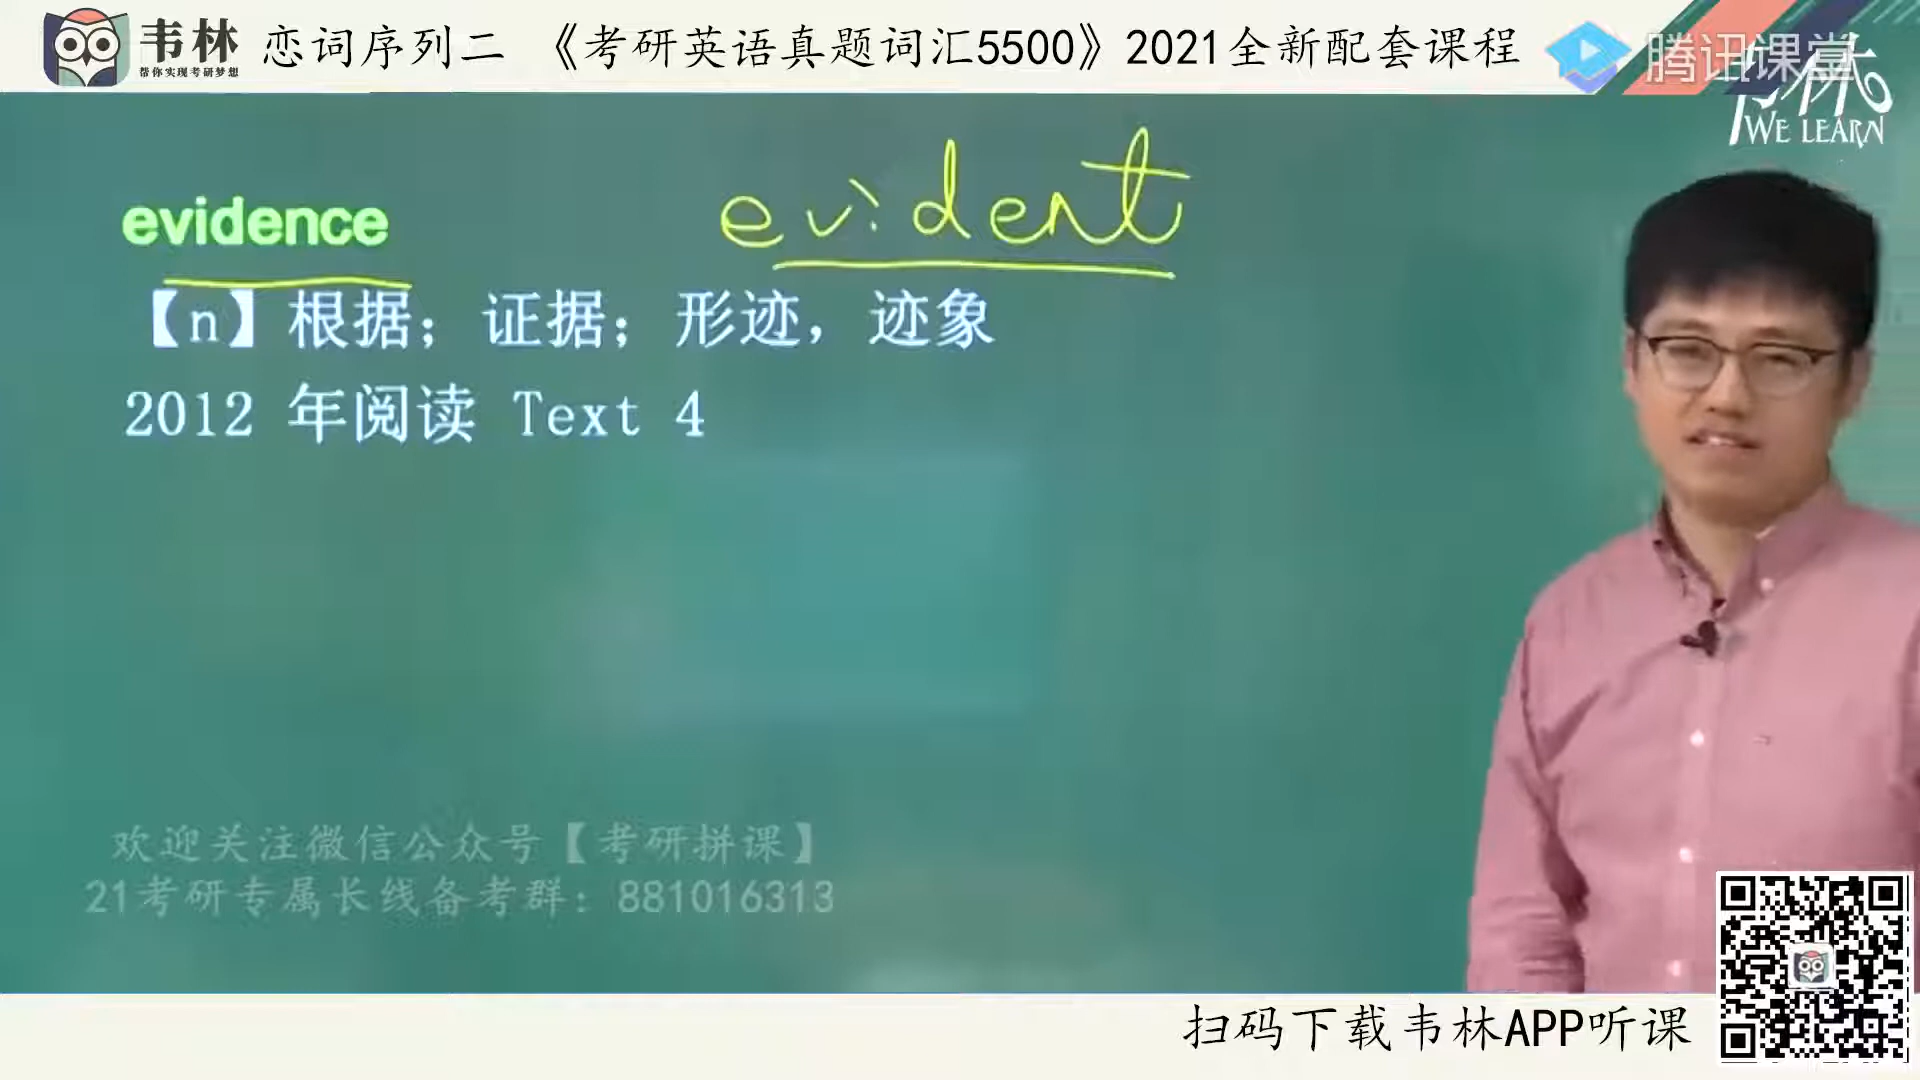 韦林
帮你实现考研梦想
恋词序列二 《考研英语真题词汇5500》2021全新配套课程
腾讯课堂
韦林
WE LEARN
evident
evidence
【n】根据；证据；形迹，迹象
2012 年阅读 Text 4
欢迎关注微信公众号【考研拼课】
21考研专属长线备考群：881016313
扫码下载韦林APP听课